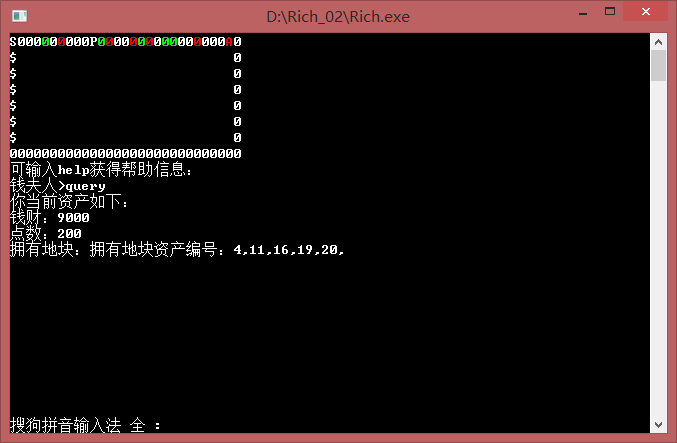 D:\Rich_02\Rich.exe
S000000000P000000000000000000A0
$                           0
$                           0
$                           0
$                           0
$                           0
$                           0
00000000000000000000000000000
可输入help获得帮助信息：
钱夫人>query
你当前资产如下：
钱财：9000
点数：200
拥有地块：拥有地块资产编号：4,11,16,19,20,
搜狗拼音输入法 全 ：